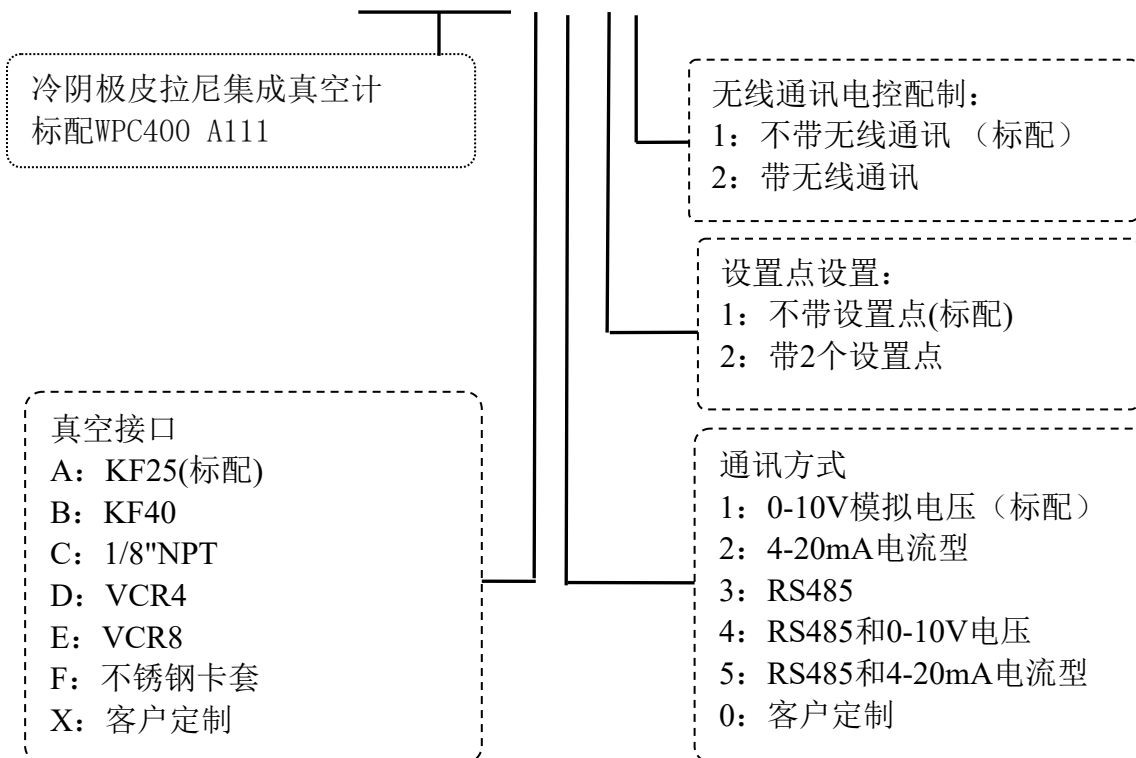 冷阴极皮拉尼集成真空计
标配WPC400 A111
无线通讯电控配制：
1：不带无线通讯 （标配）
2：带无线通讯
设置点设置：
1：不带设置点(标配)
2：带2个设置点
真空接口
A：KF25(标配)
B：KF40
C：1/8"NPT
D：VCR4
E：VCR8
F：不锈钢卡套
X：客户定制
通讯方式
1：0-10V模拟电压（标配）
2：4-20mA电流型
3：RS485
4：RS485和0-10V电压
5：RS485和4-20mA电流型
0：客户定制